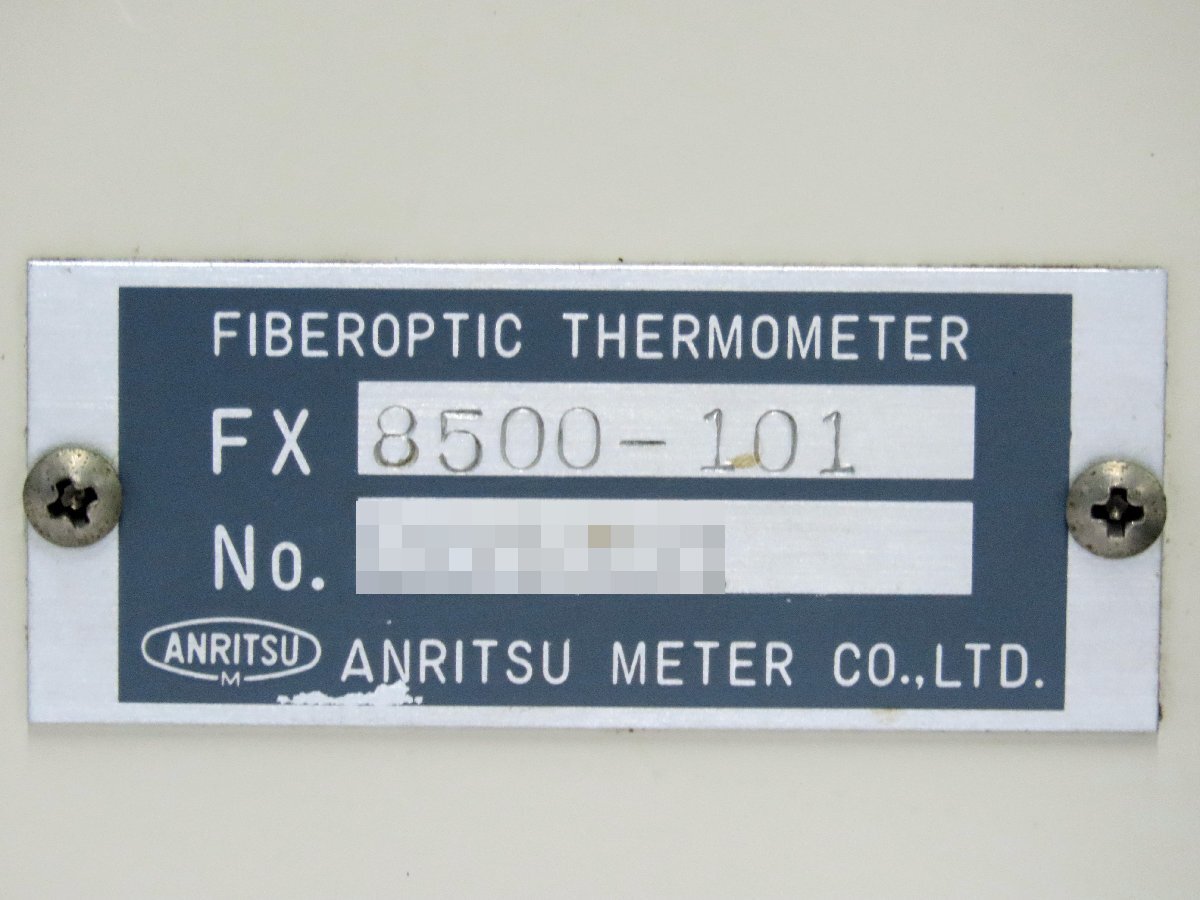 FIBEROPTIC THERMOMETER
FX 8500-101
No.
ANRITSU
M
ANRITSU METER CO.,LTD.